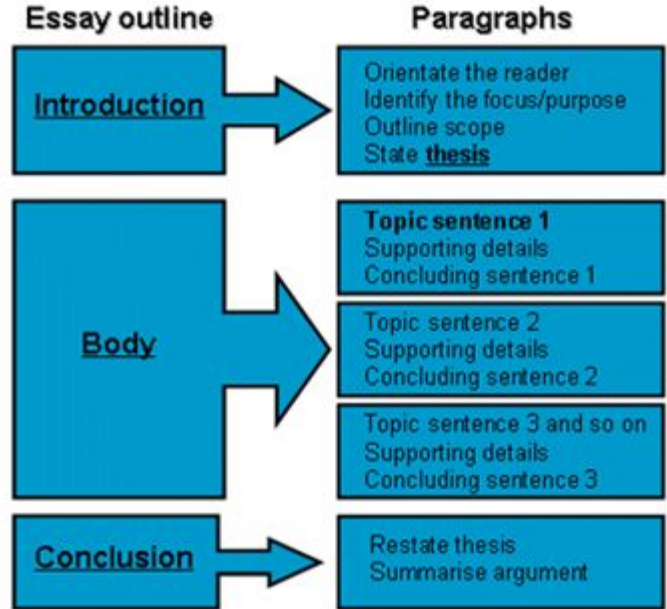 Essay outline
Paragraphs
Introduction
Orientate the reader
Identify the focus/purpose
Outline scope
State thesis
Body
Topic sentence 1
Supporting details
Concluding sentence 1
Topic sentence 2
Supporting details
Concluding sentence 2
Topic sentence 3 and so on
Supporting details
Concluding sentence 3
Conclusion
Restate thesis
Summarise argument